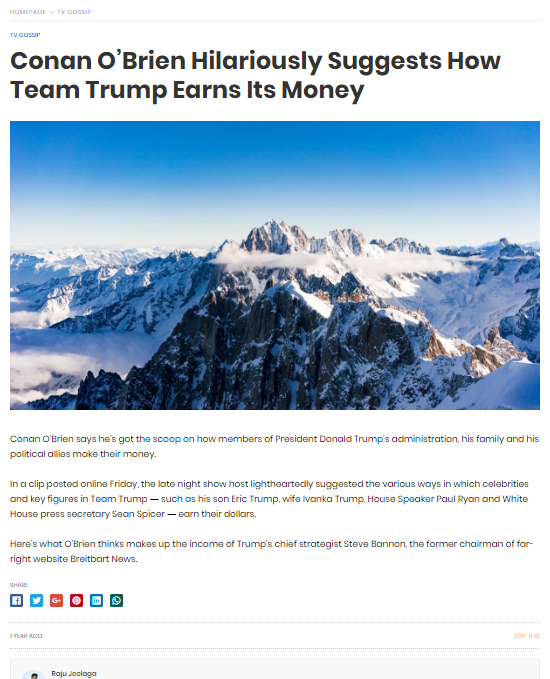 HOMEPAGE > TV GOSSIP
TV GOSSIP
Conan O'Brien Hilariously Suggests How
Team Trump Earns Its Money
Conan O'Brien says he's got the scoop on how members of President Donald Trump's administration, his family and his
political allies make their money.
In a clip posted online Friday, the late night show host lightheartedly suggested the various ways in which celebrities
and key figures in Team Trump — such as his son Eric Trump, wife Ivanka Trump, House Speaker Paul Ryan and White
House press secretary Sean Spicer — earn their dollars.
Here's what O'Brien thinks makes up the income of Trump's chief strategist Steve Bannon, the former chairman of far-
right website Breitbart News.
SHARE
1 YEAR AGO EDIT THIS
Raju Jeelaga